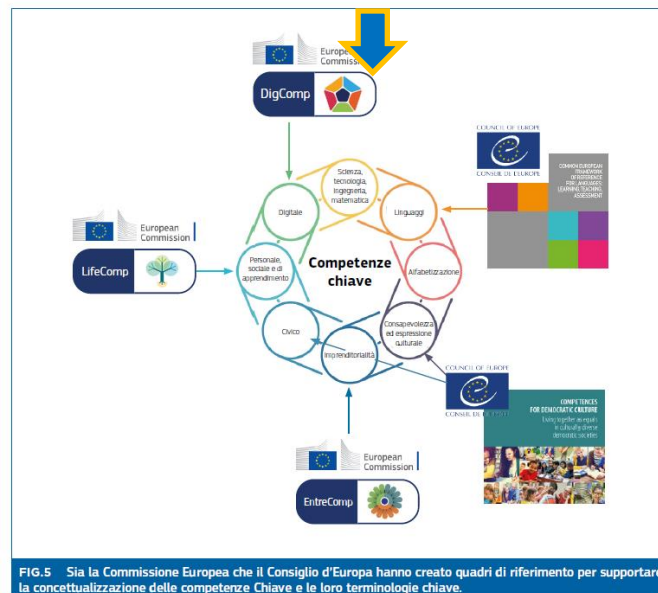 European
Commission
DigComp
COUNCIL OF EUROPE
CONSEIL DE L'EUROPE
COMMON EUROPEAN
FRAMEWORK
OF REFERENCE
FOR LANGUAGES:
LEARNING, TEACHING,
ASSESSMENT
Scienza,
tecnologia,
ingegneria,
matematica
Digitale
Linguaggi
European
Commission
LifeComp
Personale,
sociale e di
apprendimento
Competenze
chiave
Alfabetizzazione
Civico
Imprenditorialità
Consapevolezza
ed espressione
culturale
COUNCIL OF EUROPE
COMPETENCES
FOR DEMOCRATIC CULTURE
Living together as equals
in culturally diverse
democratic societies
European
Commission
EntreComp
FIG.5 Sia la Commissione Europea che il Consiglio d'Europa hanno creato quadri di riferimento per supportare
la concettualizzazione delle competenze Chiave e le loro terminologie chiave.